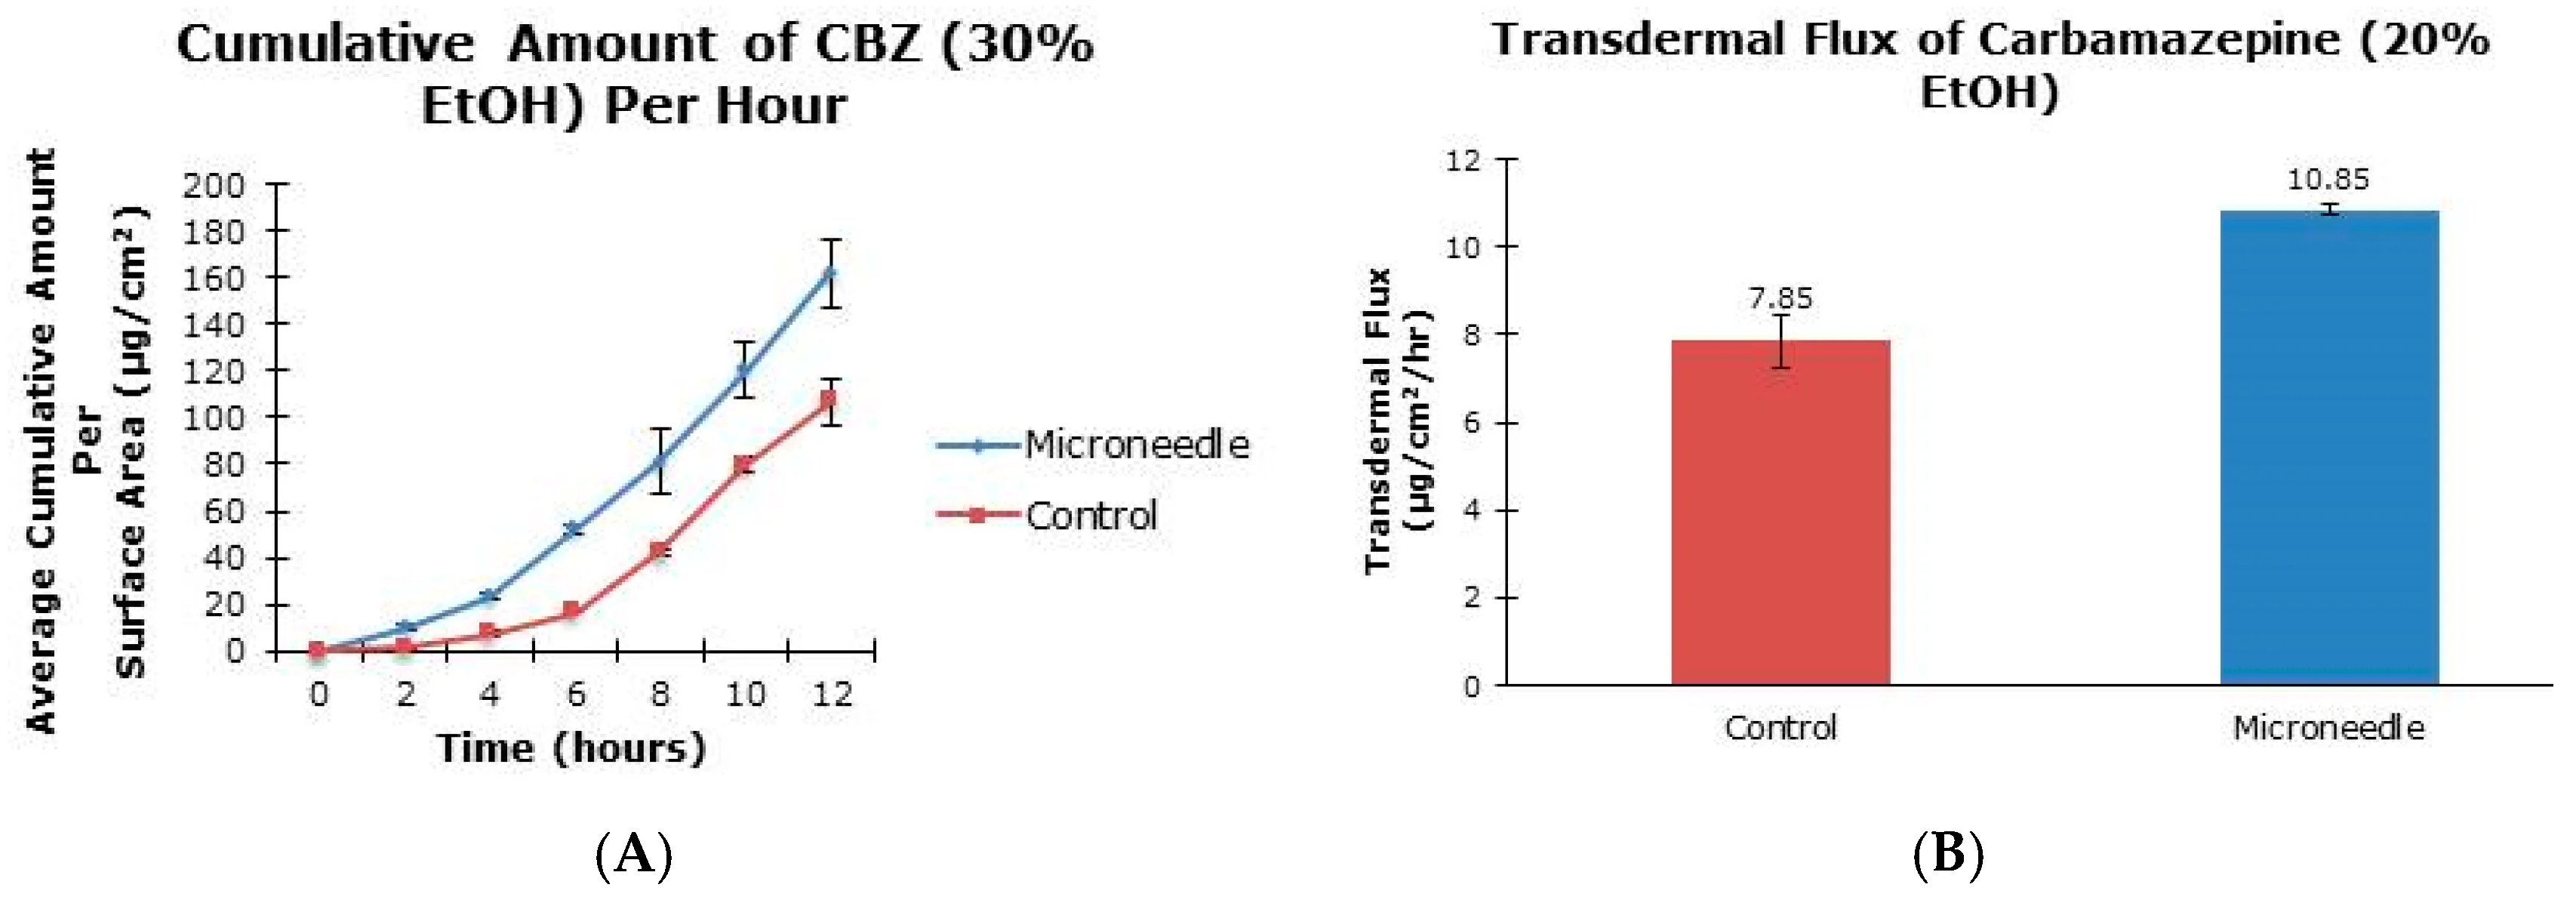 Cumulative Amount of CBZ (30%
EtOH) Per Hour
Average Cumulative Amount
Per
Surface Area (µg/cm²)
200
180
160
140
120
100
80
60
40
20
0
0 2 4 6 8 10 12
Time (hours)
Microneedle
Control
(A)
Transdermal Flux of Carbamazepine (20%
EtOH)
Transdermal Flux
(µg/cm²/hr)
12
10
8
6
4
2
0
7.85
10.85
Control Microneedle
(B)